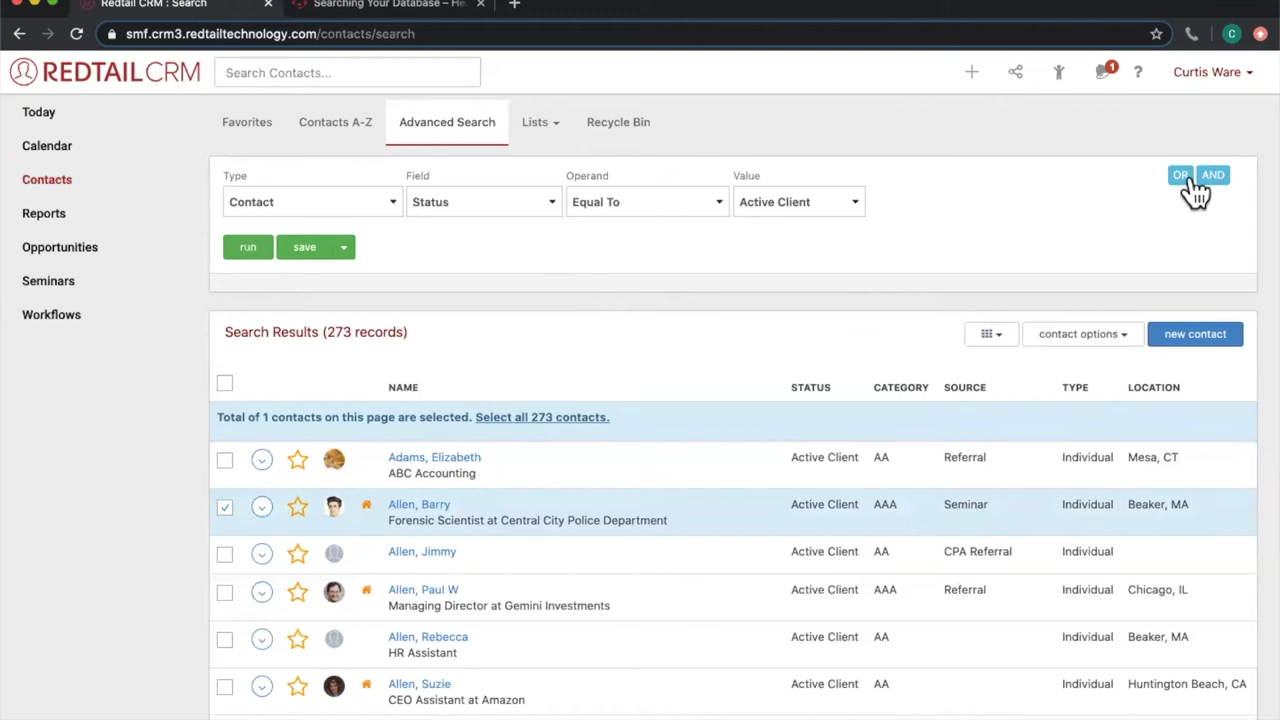 Redtail CRM : Search × Searching Your Database – He × +
smf.crm3.redtailtechnology.com/contacts/search C
REDTAILCRM Search Contacts... 1 ? Curtis Ware
Today
Calendar
Contacts
Reports
Opportunities
Seminars
Workflows
Favorites Contacts A-Z Advanced Search Lists Recycle Bin
Type Field Operand Value OR AND
Contact Status Equal To Active Client
run save
Search Results (273 records) contact options new contact
NAME STATUS CATEGORY SOURCE TYPE LOCATION
Total of 1 contacts on this page are selected. Select all 273 contacts.
Adams, Elizabeth Active Client AA Referral Individual Mesa, CT
ABC Accounting
Allen, Barry Active Client AAA Seminar Individual Beaker, MA
Forensic Scientist at Central City Police Department
Allen, Jimmy Active Client AA CPA Referral Individual
Allen, Paul W Active Client AAA Referral Individual Chicago, IL
Managing Director at Gemini Investments
Allen, Rebecca Active Client AA Individual Beaker, MA
HR Assistant
Allen, Suzie Active Client AA Individual Huntington Beach, CA
CEO Assistant at Amazon